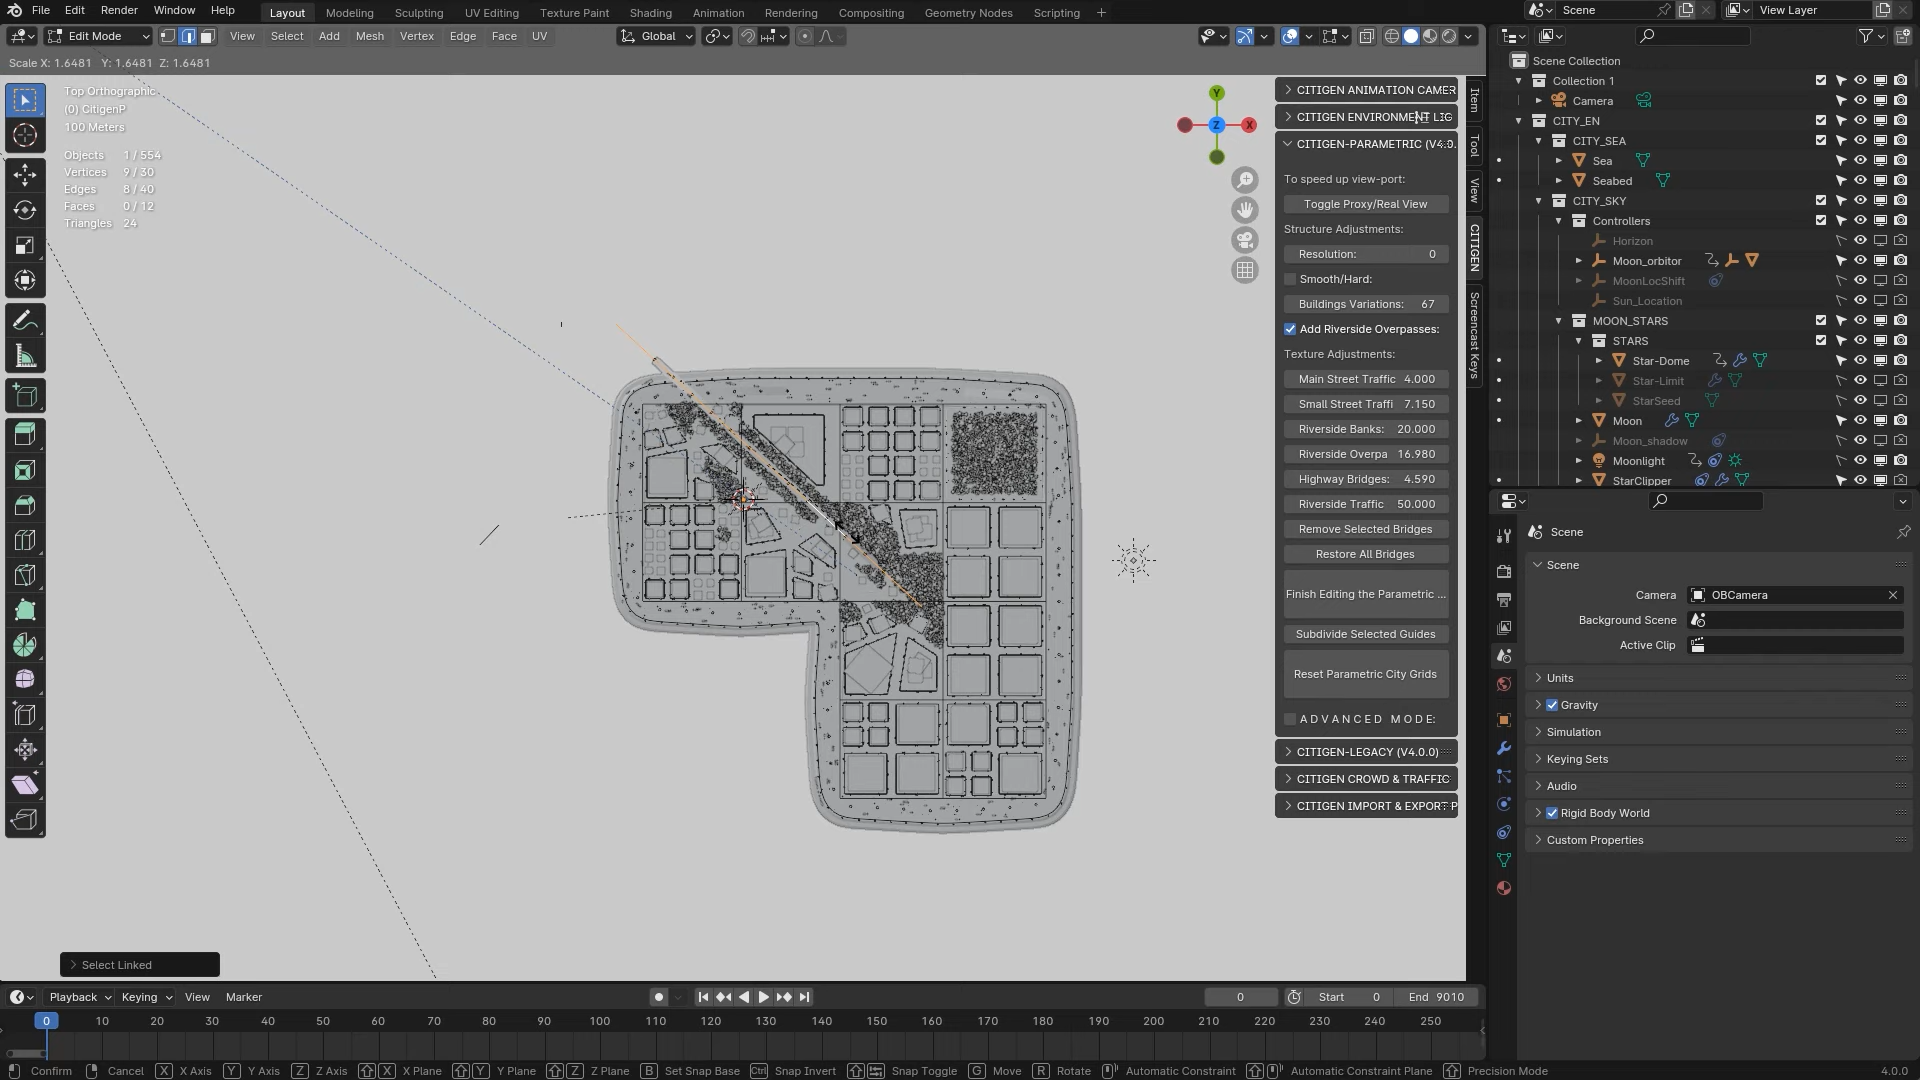 File Edit Render Window Help Layout Modeling Sculpting UV Editing Texture Paint Shading Animation Rendering Compositing Geometry Nodes Scripting + Scene View Layer
Edit Mode View Select Add Mesh Vertex Edge Face UV Global
Scale X: 1.6481 Y: 1.6481 Z: 1.6481
Top Orthographic
(0) CitigenP
100 Meters
Objects 1 / 554
Vertices 9 / 30
Edges 8 / 40
Faces 0 / 12
Triangles 24
Y
Z
X
CITIGEN ANIMATION CAMER
CITIGEN ENVIRONMENT LIG
CITIGEN-PARAMETRIC (V4.0.
To speed up view-port:
Toggle Proxy/Real View
Structure Adjustments:
Resolution: 0
Smooth/Hard:
Buildings Variations: 67
Add Riverside Overpasses:
Texture Adjustments:
Main Street Traffic 4.000
Small Street Traffi 7.150
Riverside Banks: 20.000
Riverside Overpa 16.980
Highway Bridges: 4.590
Riverside Traffic 50.000
Remove Selected Bridges
Restore All Bridges
Finish Editing the Parametric ...
Subdivide Selected Guides
Reset Parametric City Grids
A D V A N C E D M O D E:
CITIGEN-LEGACY (V4.0.0)
CITIGEN CROWD & TRAFFIC
CITIGEN IMPORT & EXPORT P
Item
Tool
View
CITIGEN
Screencast Keys
Scene Collection
Collection 1
Camera
CITY_EN
CITY_SEA
Sea
Seabed
CITY_SKY
Controllers
Horizon
Moon_orbitor
MoonLocShift
Sun_Location
MOON_STARS
STARS
Star-Dome
Star-Limit
StarSeed
Moon
Moon_shadow
Moonlight
StarClipper
Scene
Scene
Camera OBCamera
Background Scene
Active Clip
Units
Gravity
Simulation
Keying Sets
Audio
Rigid Body World
Custom Properties
Select Linked
Playback Keying View Marker 0 Start 0 End 9010
0 10 20 30 40 50 60 70 80 90 100 110 120 130 140 150 160 170 180 190 200 210 220 230 240 250
Confirm Cancel X X Axis Y Y Axis Z Z Axis X X Plane Y Y Plane Z Z Plane B Set Snap Base Ctrl Snap Invert Snap Toggle G Move R Rotate Automatic Constraint Automatic Constraint Plane Precision Mode 4.0.0